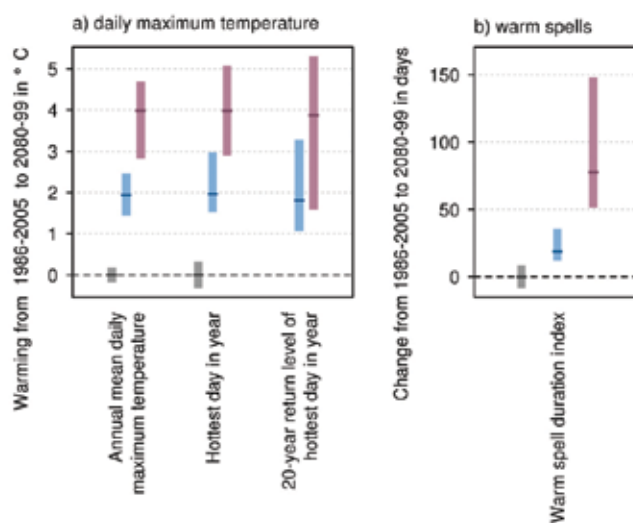 a) daily maximum temperature
Warming from 1986-2005 to 2080-99 in ° C
5
4
3
2
1
0
Annual mean daily
maximum temperature
Hottest day in year
20-year return level of
hottest day in year
b) warm spells
Change from 1986-2005 to 2080-99 in days
150
100
50
0
Warm spell duration index